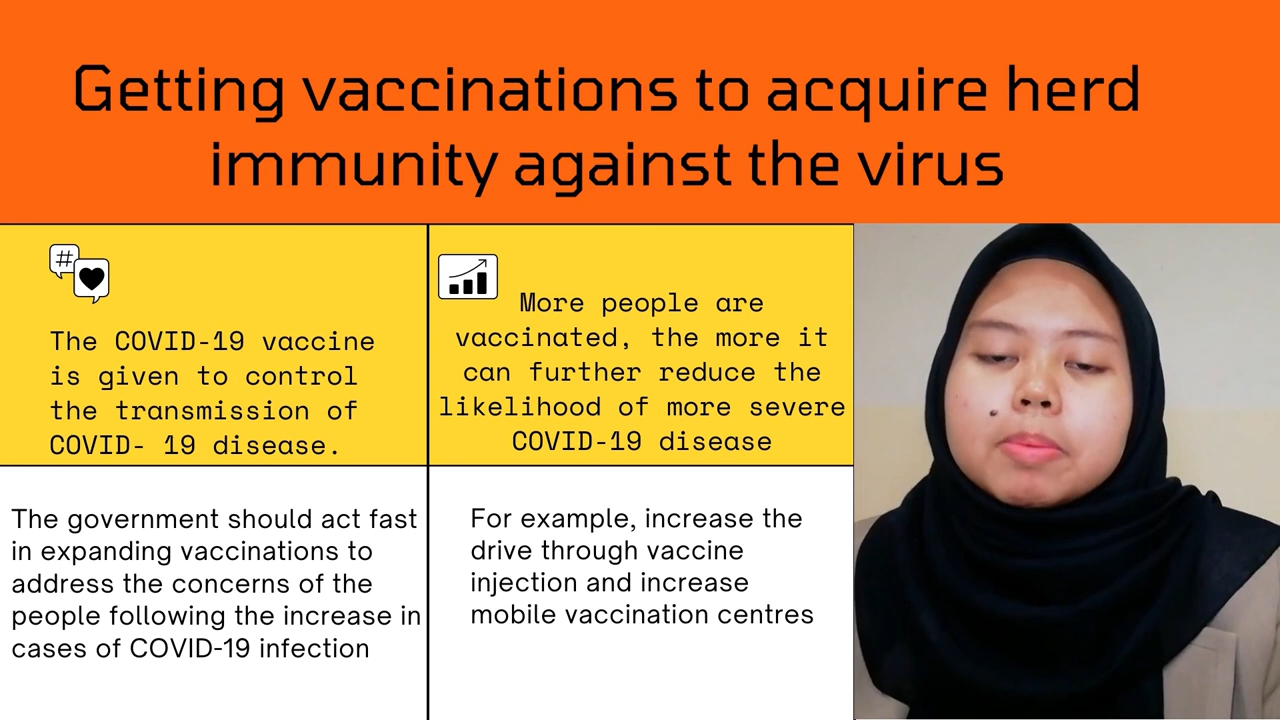 Getting vaccinations to acquire herd
immunity against the virus
#
The COVID-19 vaccine
is given to control
the transmission of
COVID- 19 disease.
More people are
vaccinated, the more it
can further reduce the
likelihood of more severe
COVID-19 disease
The government should act fast
in expanding vaccinations to
address the concerns of the
people following the increase in
cases of COVID-19 infection
For example, increase the
drive through vaccine
injection and increase
mobile vaccination centres